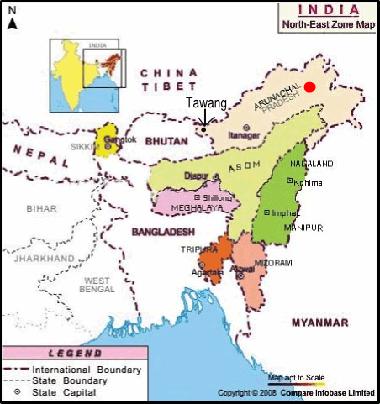 N
INDIA
North-East Zone Map
INDIA
CHINA
TIBET
Tawang
ARUNACHAL
PRADESH
Itanagar
Gangtok
SIKKIM
BHUTAN
NEPAL
ASOM
NAGALAND
Dispur
Kohima
Shillong
MEGHALAYA
BIHAR
Imphal
MANIPUR
BANGLADESH
TRIPURA
MIZORAM
JHARKHAND
Agartala
Aizwal
WEST
BENGAL
MYANMAR
LEGEND
International Boundary
State Boundary
State Capital
Map not to Scale
Copyright © 2008 Compare Infobase Limited